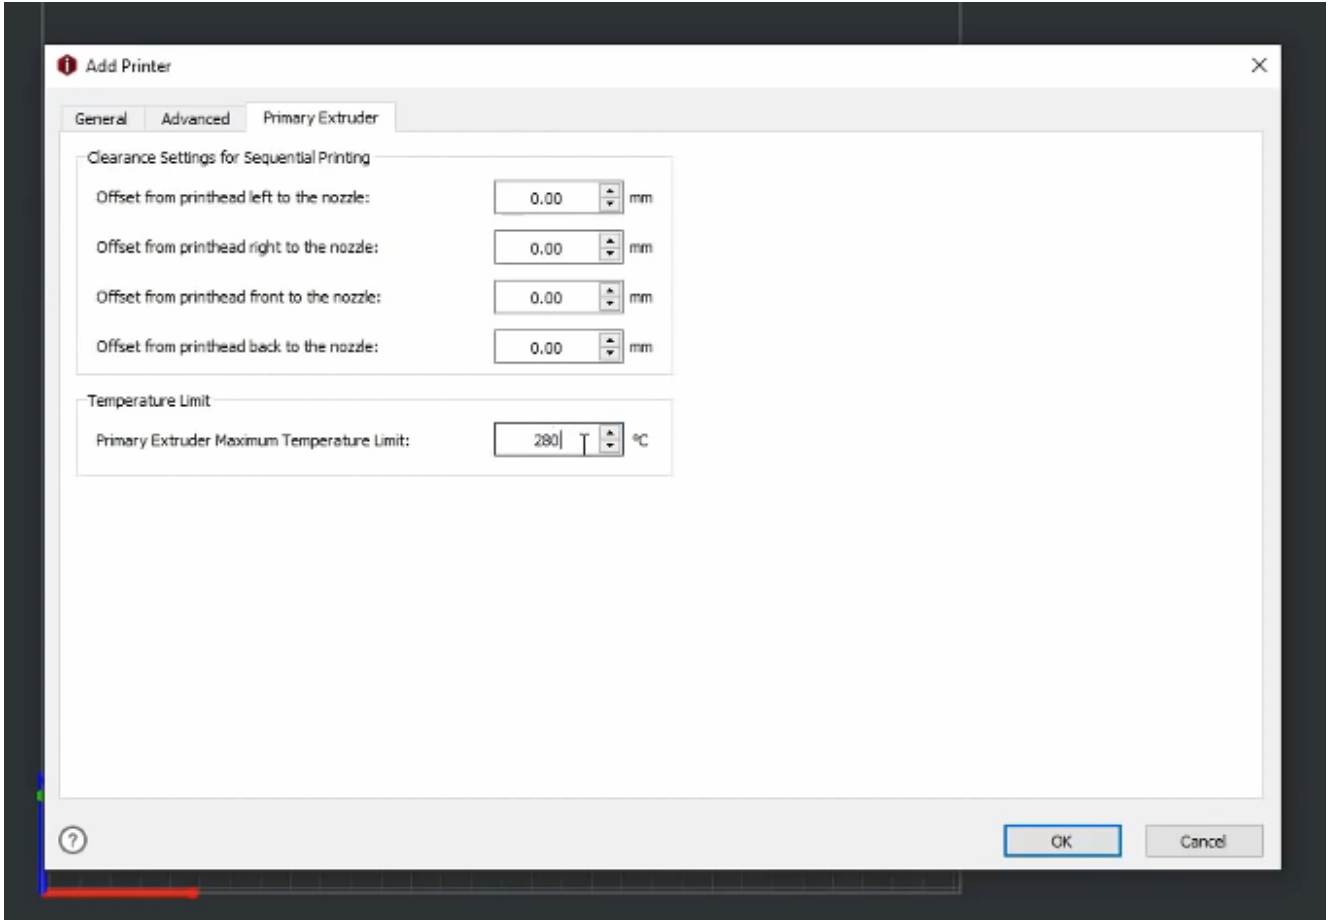 Add Printer
General Advanced Primary Extruder
Clearance Settings for Sequential Printing
Offset from printhead left to the nozzle: 0.00 mm
Offset from printhead right to the nozzle: 0.00 mm
Offset from printhead front to the nozzle: 0.00 mm
Offset from printhead back to the nozzle: 0.00 mm
Temperature Limit
Primary Extruder Maximum Temperature Limit: 280 °C
? OK Cancel